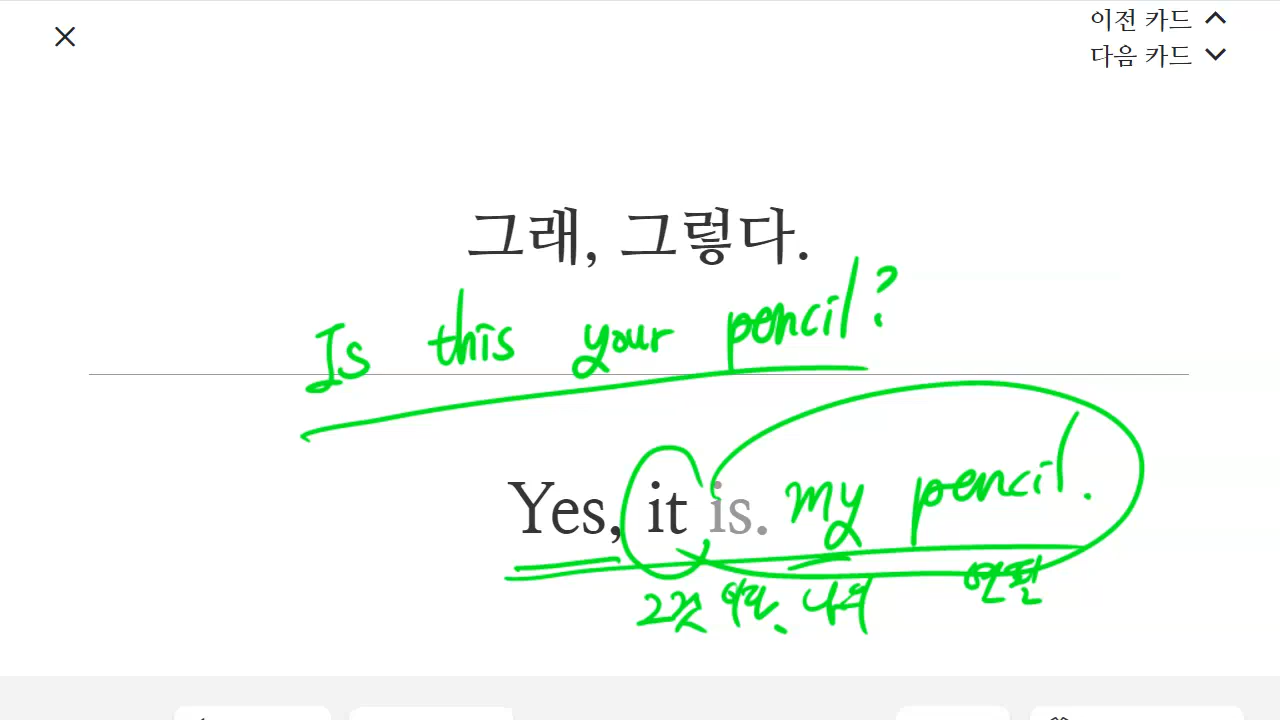 이전 카드
다음 카드
그래, 그렇다.
Is this your pencil?
Yes, it is. my pencil.
그것 이다. 나의 연필